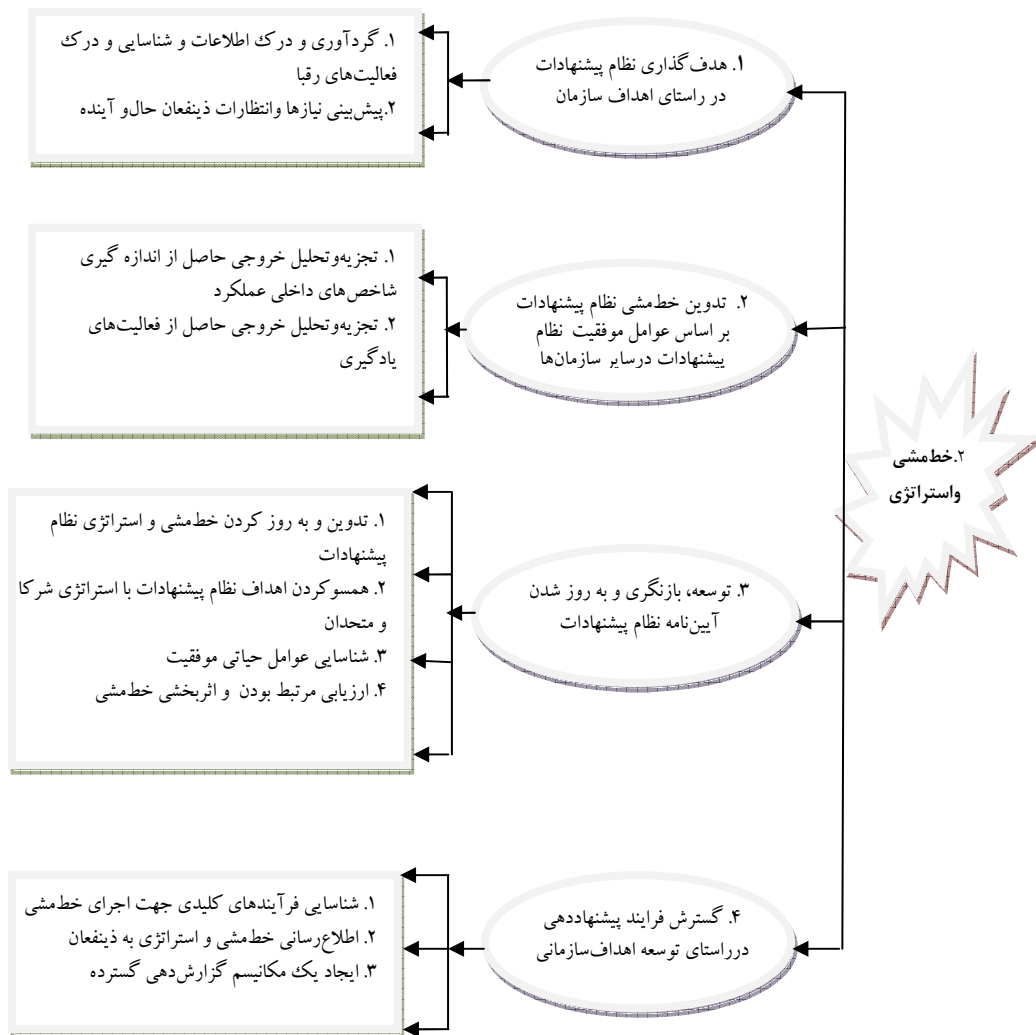 ۲.خط‌مشی
واستراتژی
۱. هدف‌گذاری نظام پیشنهادات
در راستای اهداف سازمان
۱. گردآوری و درک اطلاعات و شناسایی و درک
فعالیت‌های رقبا
۲.پیش‌بینی نیازها وانتظارات ذینفعان حال‌و آینده
۲. تدوین خط‌مشی نظام پیشنهادات
بر اساس عوامل موفقیت نظام
پیشنهادات درسایر سازمان‌ها
۱. تجزیه‌وتحلیل خروجی حاصل از اندازه گیری
شاخص‌های داخلی عملکرد
۲. تجزیه‌وتحلیل خروجی حاصل از فعالیت‌های
یادگیری
۳. توسعه، بازنگری و به روز شدن
آیین‌نامه نظام پیشنهادات
۱. تدوین و به روز کردن خط‌مشی و استراتژی نظام
پیشنهادات
۲. همسوکردن اهداف نظام پیشنهادات با استراتژی شرکا
و متحدان
۳. شناسایی عوامل حیاتی موفقیت
۴. ارزیابی مرتبط بودن و اثربخشی خط‌مشی
۴. گسترش فرایند پیشنهاددهی
درراستای توسعه اهداف‌سازمانی
۱. شناسایی فرآیندهای کلیدی جهت اجرای خط‌مشی
۲. اطلاع‌رسانی خط‌مشی و استراتژی به ذینفعان
۳. ایجاد یک مکانیسم گزارش‌دهی گسترده